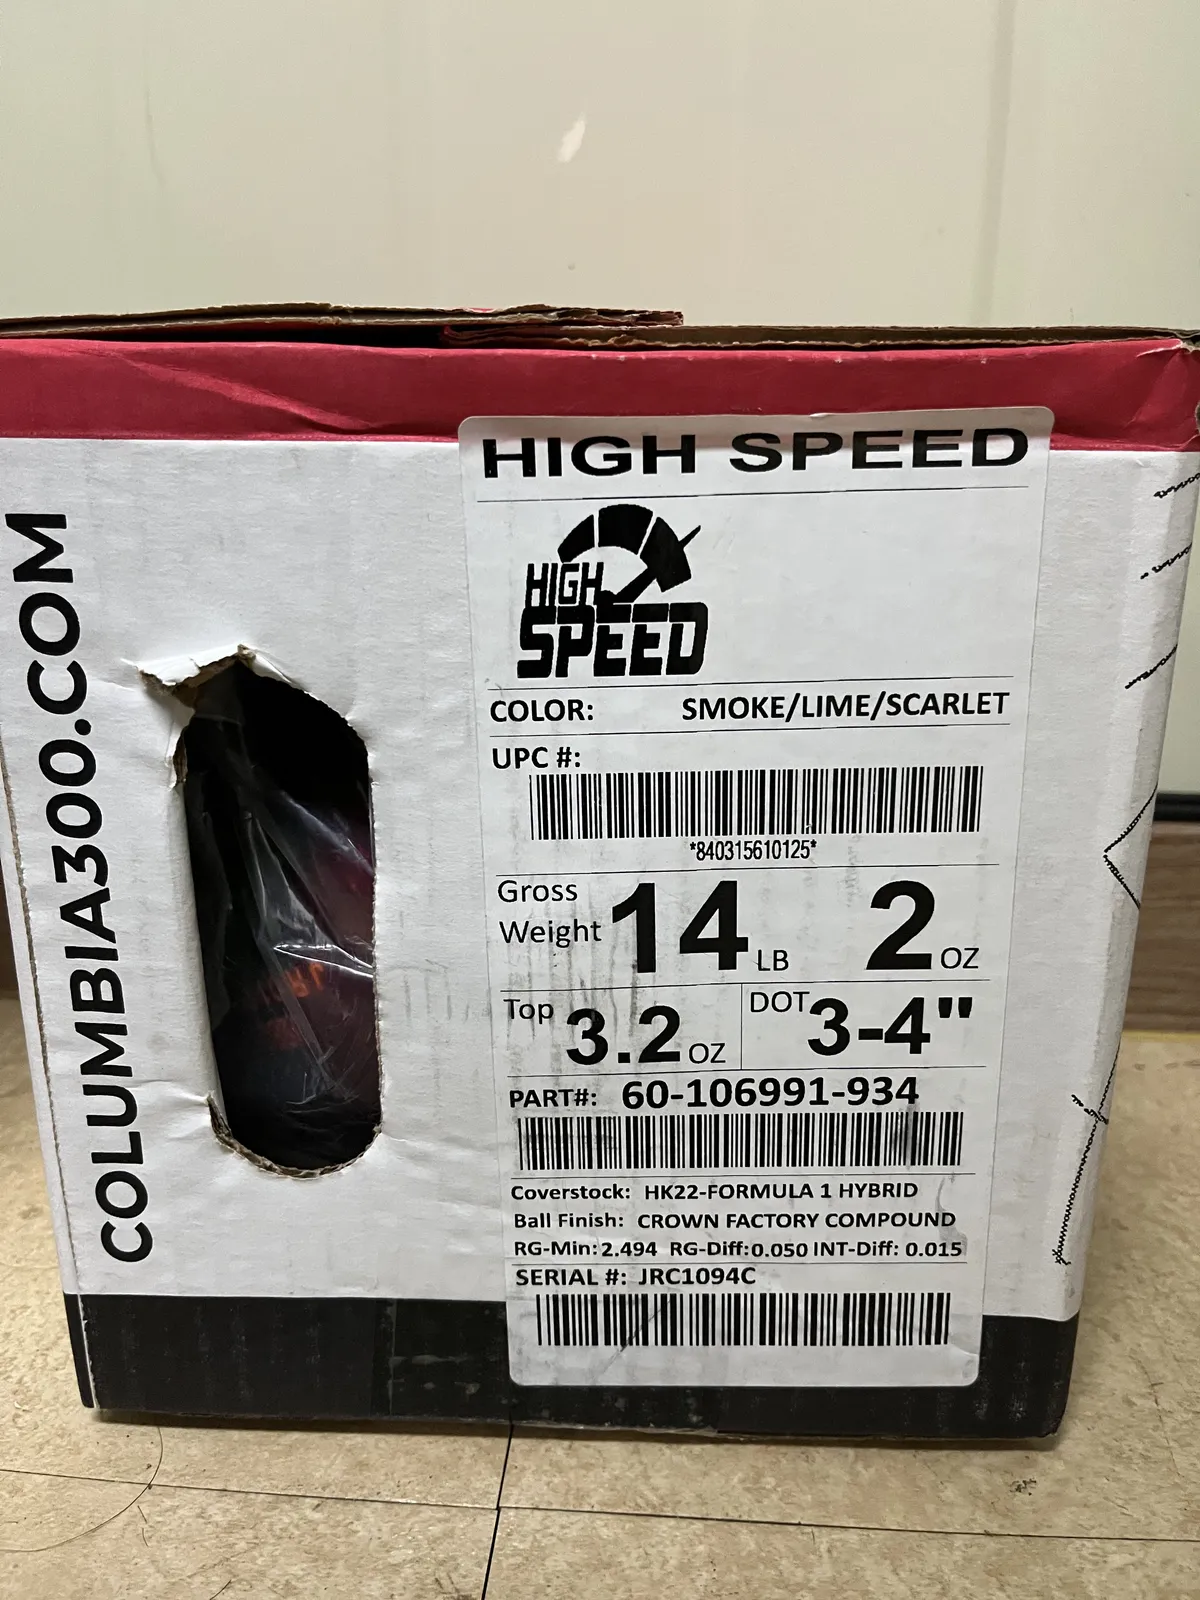 COLUMBIA300.COM
HIGH SPEED
HIGH
SPEED
COLOR: SMOKE/LIME/SCARLET
UPC #:
*840315610125*
Gross
Weight 14 LB 2 OZ
Top 3.2 OZ DOT 3-4"
PART#: 60-106991-934
Coverstock: HK22-FORMULA 1 HYBRID
Ball Finish: CROWN FACTORY COMPOUND
RG-Min: 2.494 RG-Diff: 0.050 INT-Diff: 0.015
SERIAL #: JRC1094C